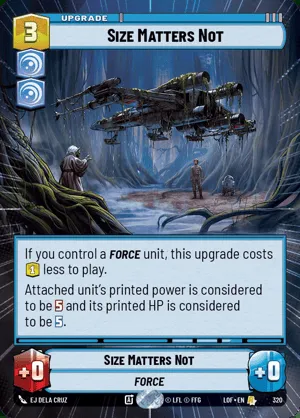 UPGRADE
3
SIZE MATTERS NOT
If you control a FORCE unit, this upgrade costs
1 less to play.
Attached unit's printed power is considered
to be 5 and its printed HP is considered
to be 5.
+0
SIZE MATTERS NOT
+0
FORCE
EJ DELA CRUZ
© LFL © FFG
LOF • EN
320